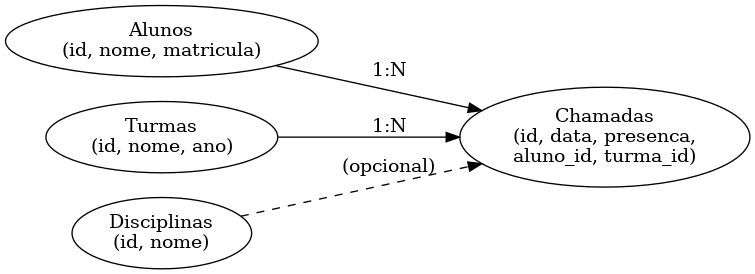 Alunos
(id, nome, matricula)
1:N
Turmas
(id, nome, ano)
1:N
Chamadas
(id, data, presenca,
aluno_id, turma_id)
(opcional)
Disciplinas
(id, nome)